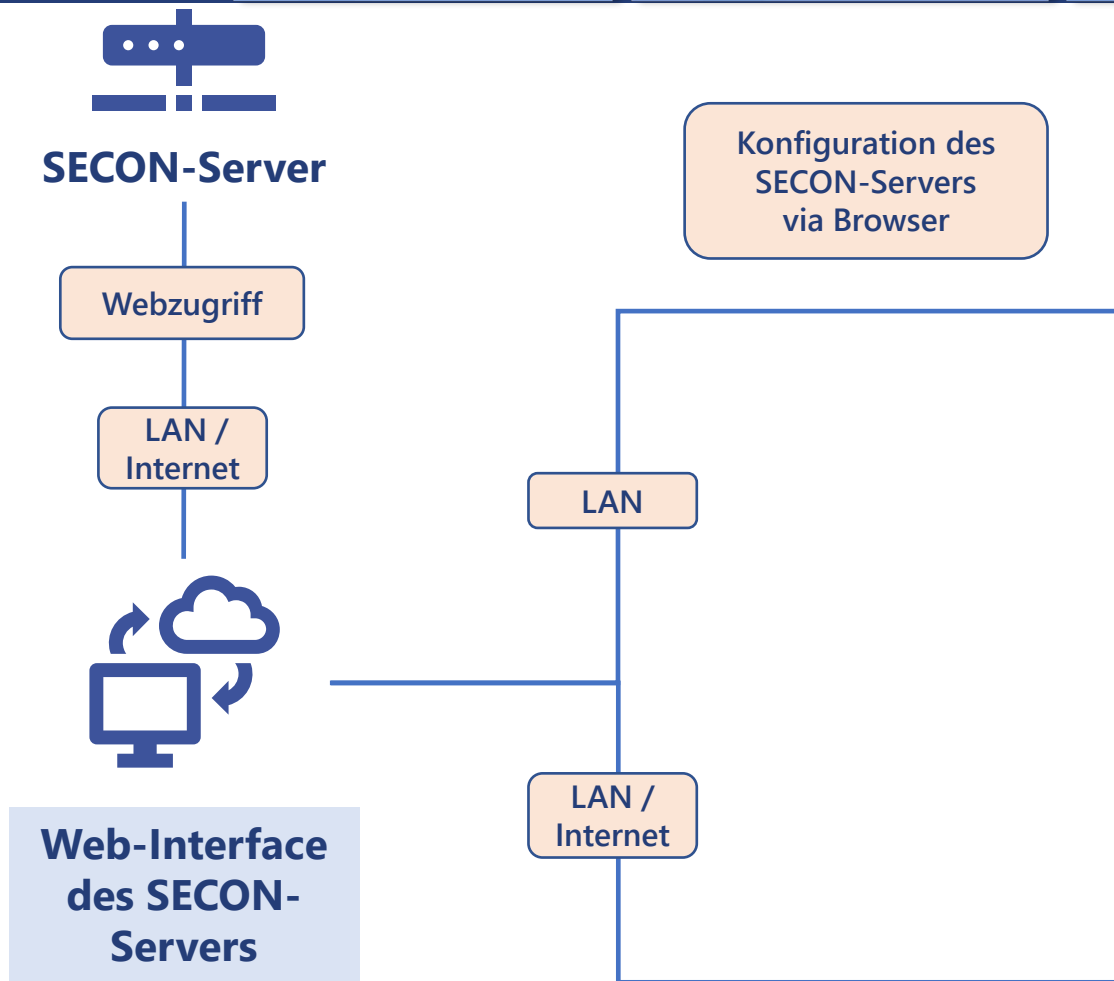 SECON-Server
Konfiguration des
SECON-Servers
via Browser
Webzugriff
LAN /
Internet
LAN
LAN /
Internet
Web-Interface
des SECON-
Servers